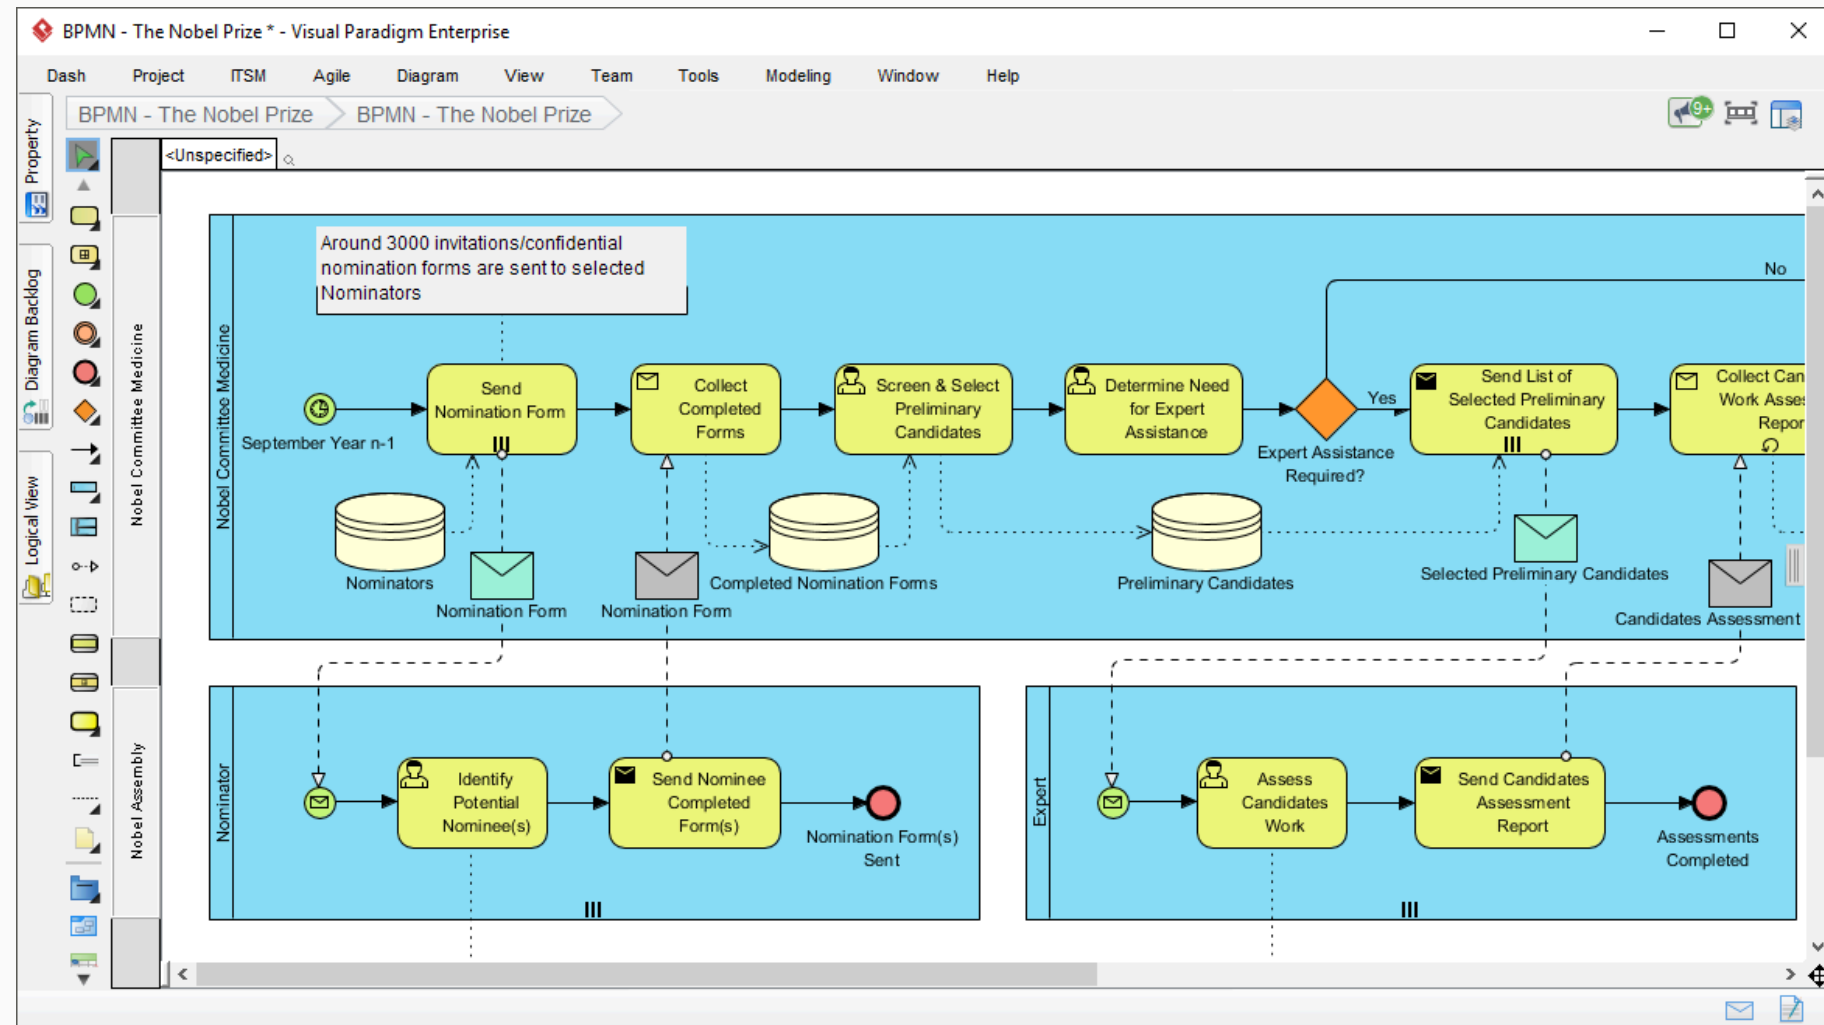 BPMN - The Nobel Prize * - Visual Paradigm Enterprise
Dash Project ITSM Agile Diagram View Team Tools Modeling Window Help
BPMN - The Nobel Prize BPMN - The Nobel Prize
9+
Property
Diagram Backlog
Logical View
<Unspecified>
Nobel Committee Medicine
Nobel Assembly
Nobel Committee Medicine
Around 3000 invitations/confidential
nomination forms are sent to selected
Nominators
September Year n-1
Send
Nomination Form
Collect
Completed
Forms
Screen & Select
Preliminary
Candidates
Determine Need
for Expert
Assistance
Expert Assistance
Required?
No
Yes
Send List of
Selected Preliminary
Candidates
Collect Can
Work Asses
Repor
Nominators
Nomination Form
Nomination Form
Completed Nomination Forms
Preliminary Candidates
Selected Preliminary Candidates
Candidates Assessment
Nominator
Identify
Potential
Nominee(s)
Send Nominee
Completed
Form(s)
Nomination Form(s)
Sent
Expert
Assess
Candidates
Work
Send Candidates
Assessment
Report
Assessments
Completed